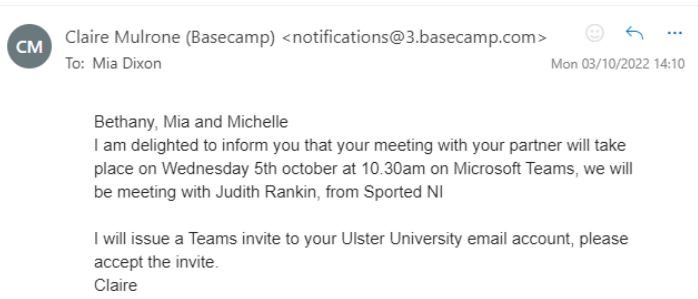 CM
Claire Mulrone (Basecamp) <notifications@3.basecamp.com>
To: Mia Dixon
Mon 03/10/2022 14:10
Bethany, Mia and Michelle
I am delighted to inform you that your meeting with your partner will take
place on Wednesday 5th october at 10.30am on Microsoft Teams, we will
be meeting with Judith Rankin, from Sported NI
I will issue a Teams invite to your Ulster University email account, please
accept the invite.
Claire